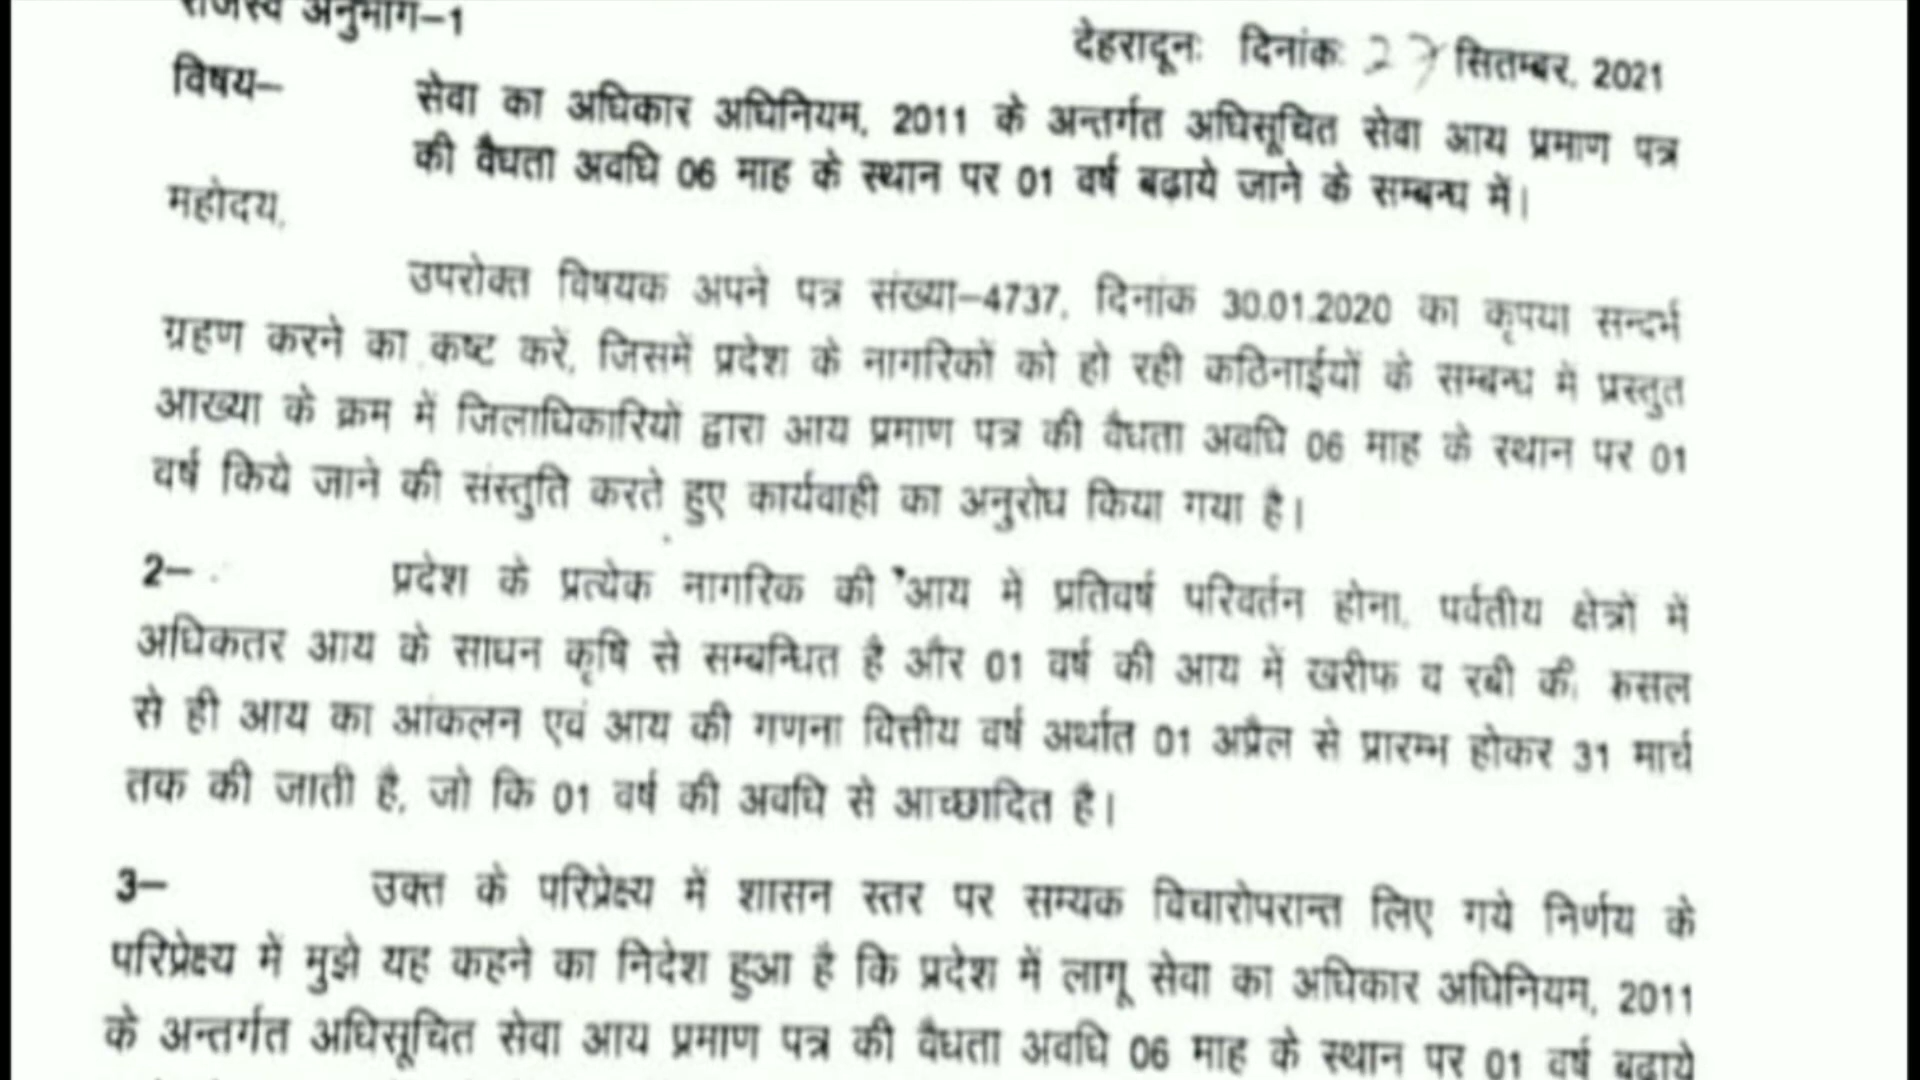 राजस्व अनुभाग–1
देहरादूनः दिनांकः 27 सितम्बर, 2021
विषय–
सेवा का अधिकार अधिनियम, 2011 के अन्तर्गत अधिसूचित सेवा आय प्रमाण पत्र
की वैधता अवधि 06 माह के स्थान पर 01 वर्ष बढ़ाये जाने के सम्बन्ध में।
महोदय,
उपरोक्त विषयक अपने पत्र संख्या–4737, दिनांक 30.01.2020 का कृपया सन्दर्भ
ग्रहण करने का कष्ट करें, जिसमें प्रदेश के नागरिकों को हो रही कठिनाईयों के सम्बन्ध में प्रस्तुत
आख्या के क्रम में जिलाधिकारियों द्वारा आय प्रमाण पत्र की वैधता अवधि 06 माह के स्थान पर 01
वर्ष किये जाने की संस्तुति करते हुए कार्यवाही का अनुरोध किया गया है।
2– प्रदेश के प्रत्येक नागरिक की आय में प्रतिवर्ष परिवर्तन होना, पर्वतीय क्षेत्रों में
अधिकतर आय के साधन कृषि से सम्बन्धित है और 01 वर्ष की आय में खरीफ व रबी की फसल
से ही आय का आंकलन एवं आय की गणना वित्तीय वर्ष अर्थात 01 अप्रैल से प्रारम्भ होकर 31 मार्च
तक की जाती है, जो कि 01 वर्ष की अवधि से आच्छादित है।
3– उक्त के परिप्रेक्ष्य में शासन स्तर पर सम्यक विचारोपरान्त लिए गये निर्णय के
परिप्रेक्ष्य में मुझे यह कहने का निदेश हुआ है कि प्रदेश में लागू सेवा का अधिकार अधिनियम, 2011
के अन्तर्गत अधिसूचित सेवा आय प्रमाण पत्र की वैधता अवधि 06 माह के स्थान पर 01 वर्ष बढ़ाये